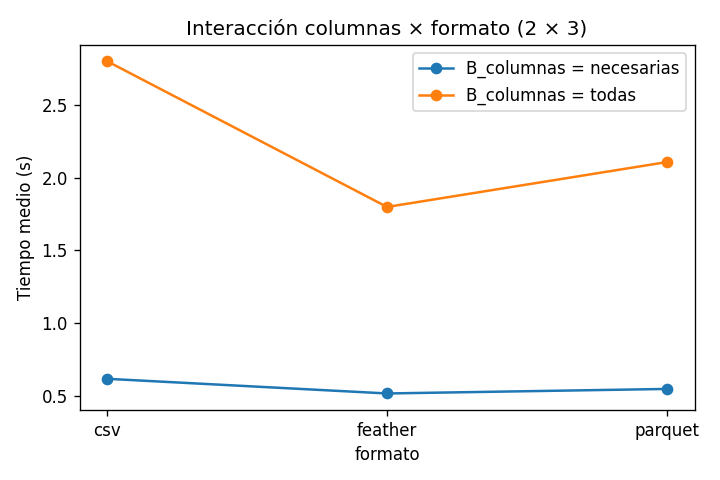 Interacción columnas × formato (2 × 3)
B_columnas = necesarias
B_columnas = todas
Tiempo medio (s)
2.5
2.0
1.5
1.0
0.5
csv
feather
parquet
formato